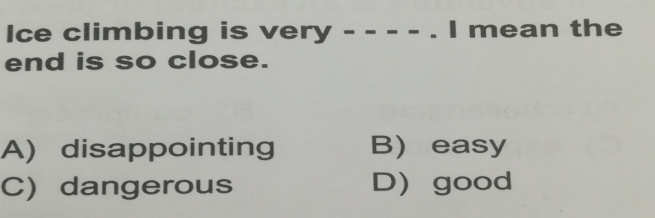 Ice climbing is very - - - - . I mean the
end is so close.
A) disappointing B) easy
C) dangerous D) good